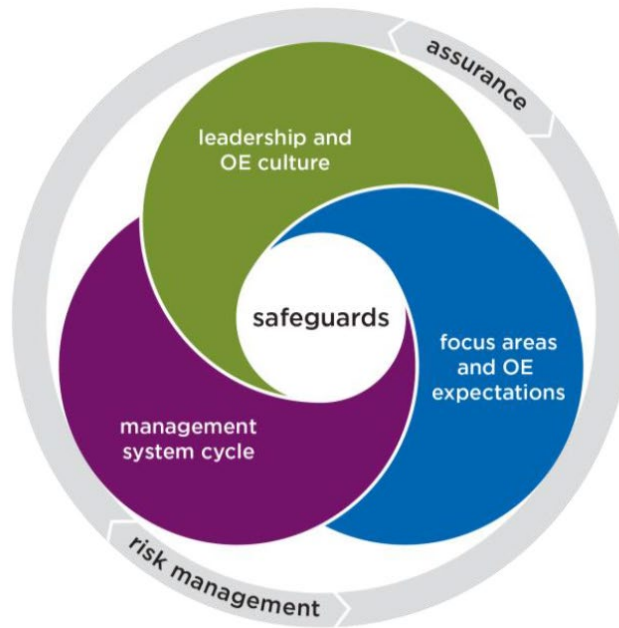 assurance
leadership and
OE culture
safeguards
focus areas
and OE
expectations
management
system cycle
risk management